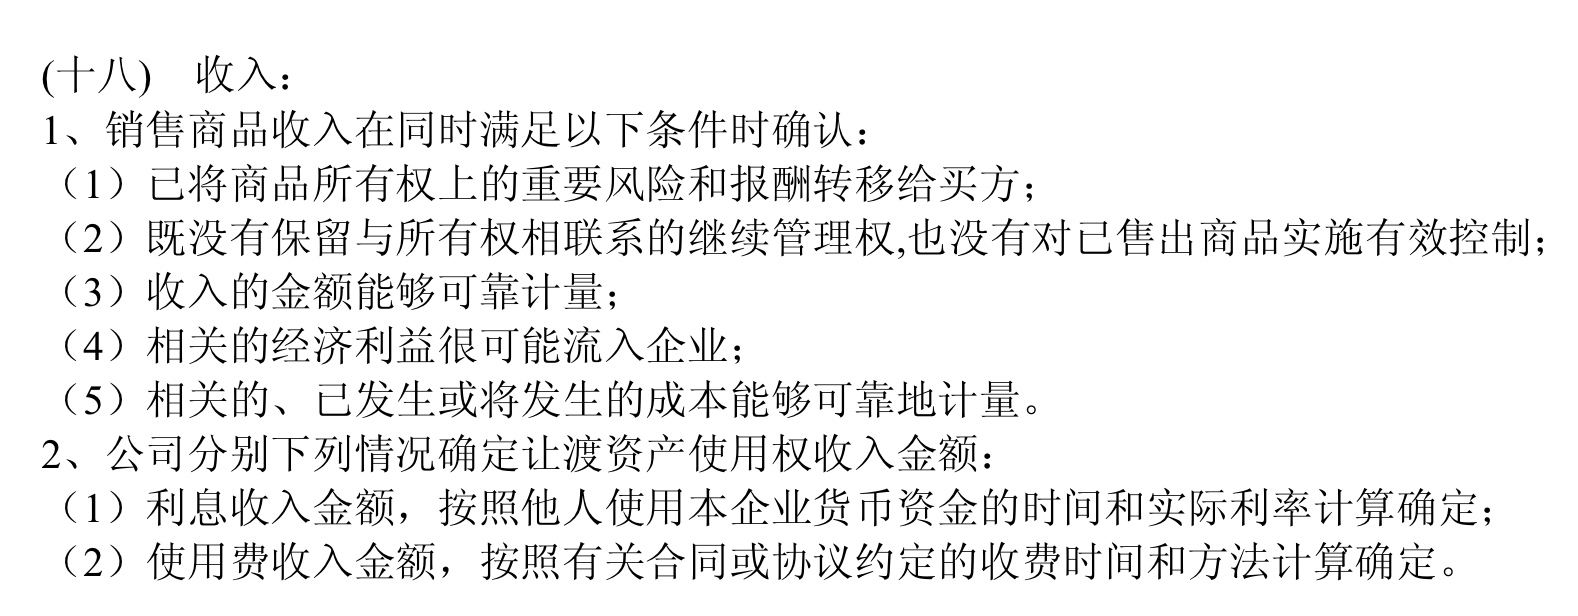 (十八)　收入：
1、销售商品收入在同时满足以下条件时确认：
（1）已将商品所有权上的重要风险和报酬转移给买方；
（2）既没有保留与所有权相联系的继续管理权,也没有对已售出商品实施有效控制；
（3）收入的金额能够可靠计量；
（4）相关的经济利益很可能流入企业；
（5）相关的、已发生或将发生的成本能够可靠地计量。
2、公司分别下列情况确定让渡资产使用权收入金额：
（1）利息收入金额，按照他人使用本企业货币资金的时间和实际利率计算确定；
（2）使用费收入金额，按照有关合同或协议约定的收费时间和方法计算确定。